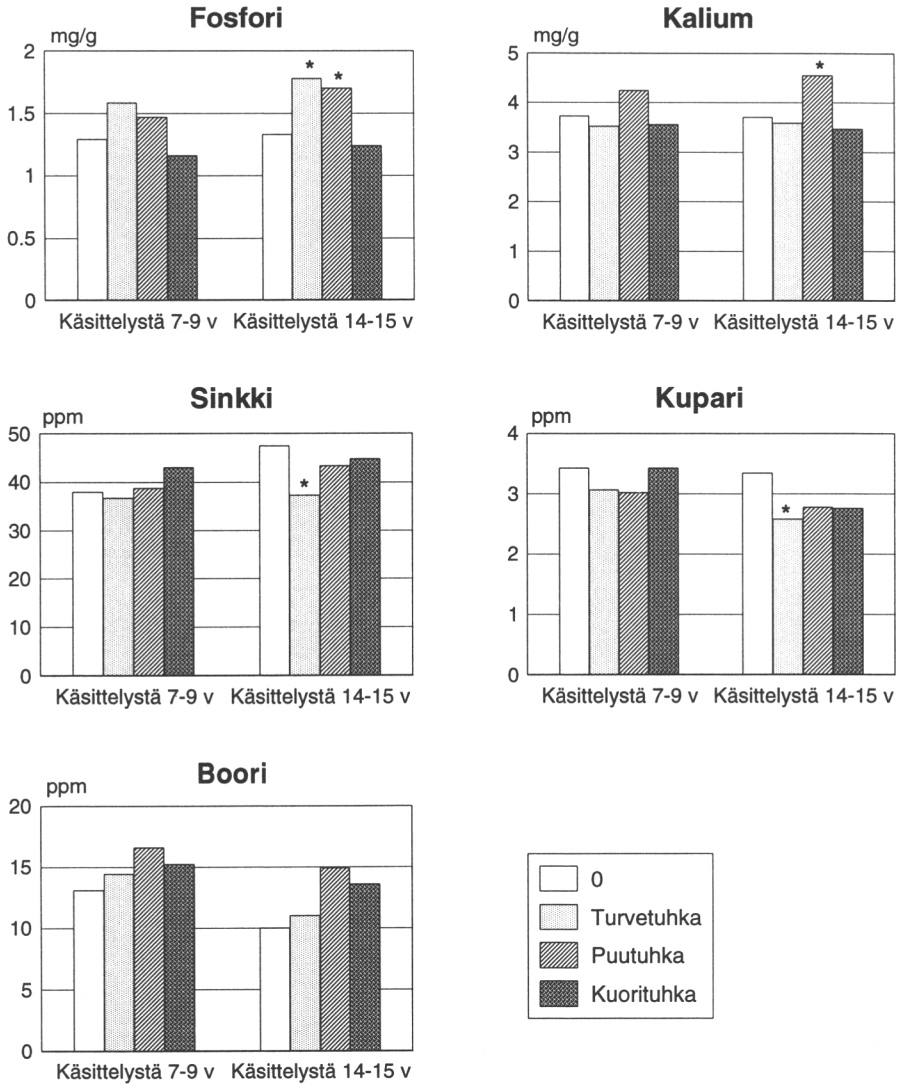 Fosfori
mg/g
2
1.5
1
0.5
0
* *
Käsittelystä 7-9 v Käsittelystä 14-15 v
Kalium
mg/g
5
4
3
2
1
0
*
Käsittelystä 7-9 v Käsittelystä 14-15 v
Sinkki
ppm
50
40
30
20
10
0
*
Käsittelystä 7-9 v Käsittelystä 14-15 v
Kupari
ppm
4
3
2
1
0
*
Käsittelystä 7-9 v Käsittelystä 14-15 v
Boori
ppm
20
15
10
5
0
Käsittelystä 7-9 v Käsittelystä 14-15 v
0
Turvetuhka
Puutuhka
Kuorituhka